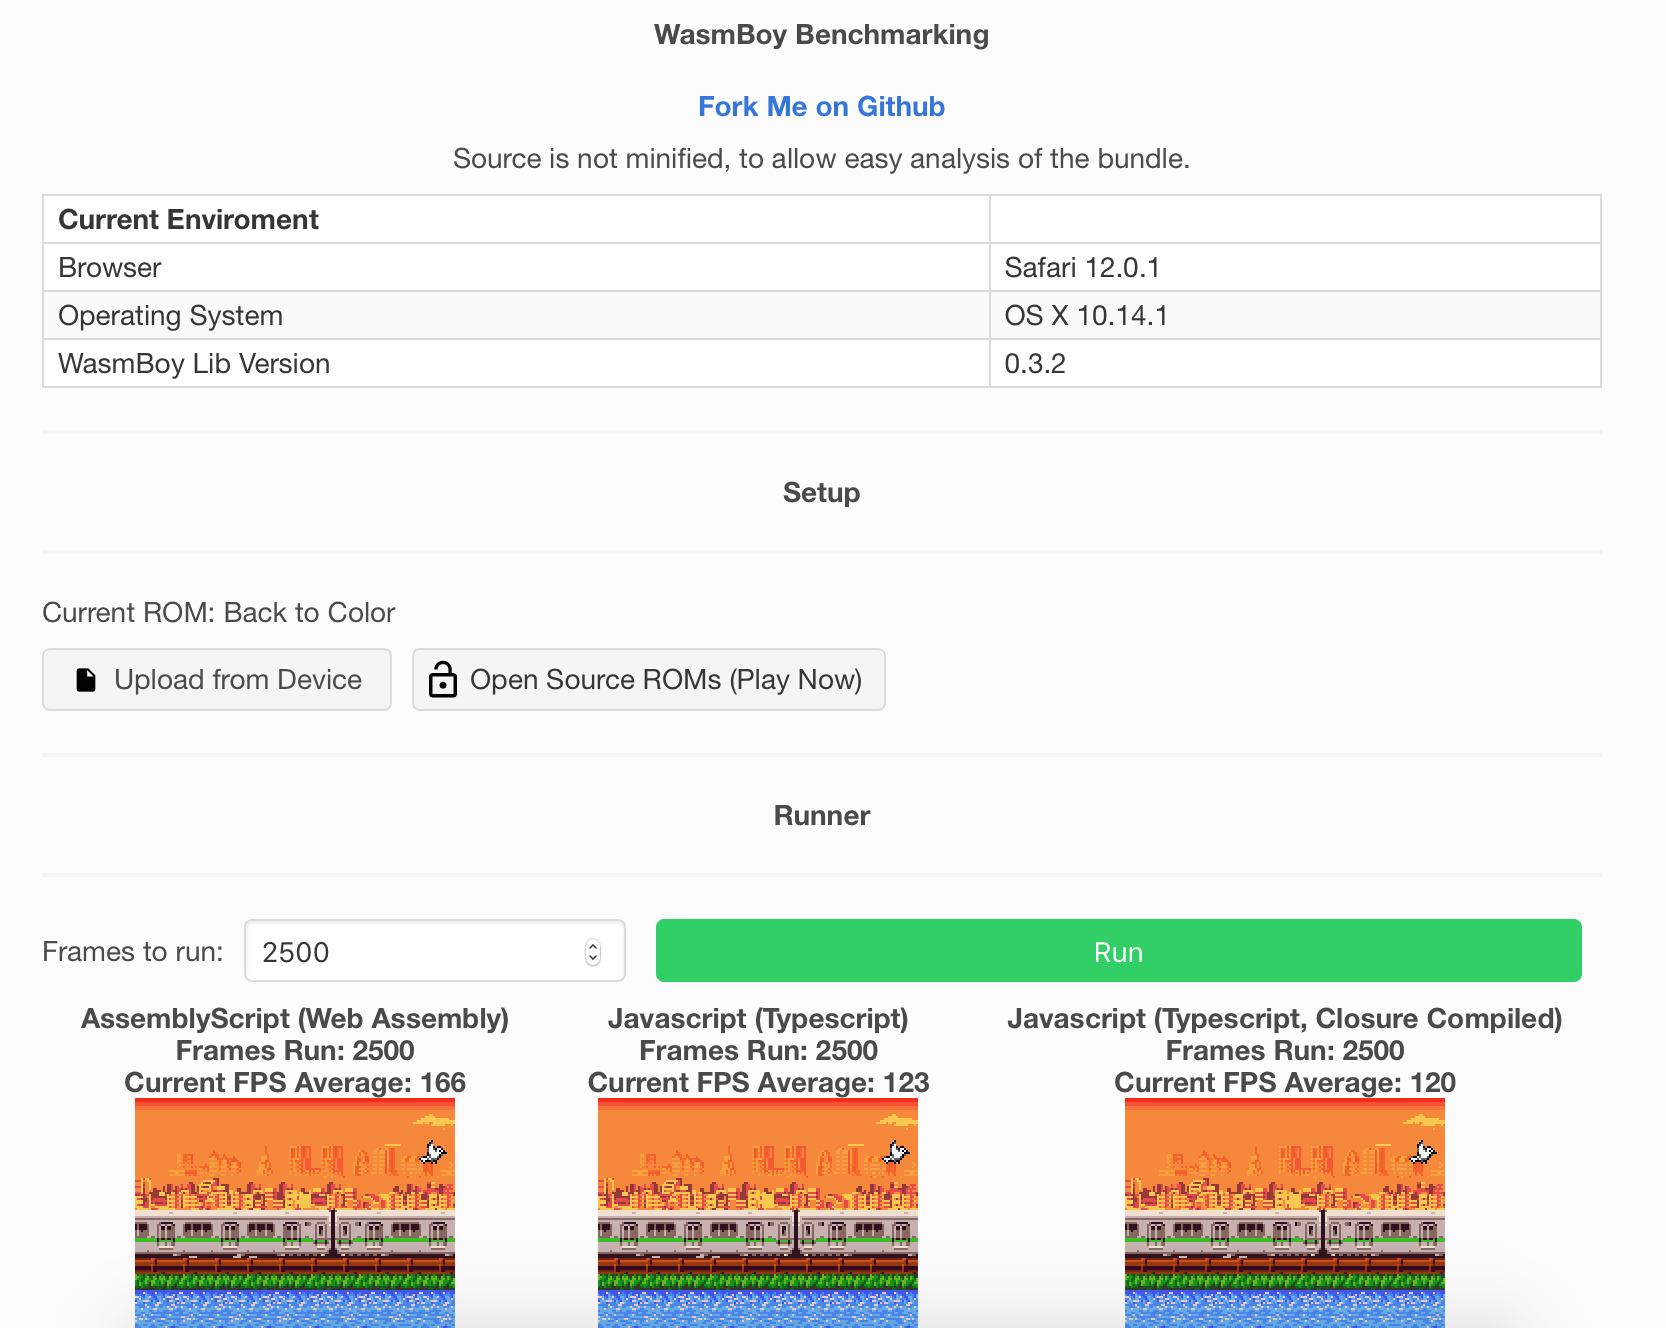 WasmBoy Benchmarking
Fork Me on Github
Source is not minified, to allow easy analysis of the bundle.
Current Enviroment
Browser Safari 12.0.1
Operating System OS X 10.14.1
WasmBoy Lib Version 0.3.2
Setup
Current ROM: Back to Color
Upload from Device Open Source ROMs (Play Now)
Runner
Frames to run: 2500 Run
AssemblyScript (Web Assembly) Javascript (Typescript) Javascript (Typescript, Closure Compiled)
Frames Run: 2500 Frames Run: 2500 Frames Run: 2500
Current FPS Average: 166 Current FPS Average: 123 Current FPS Average: 120